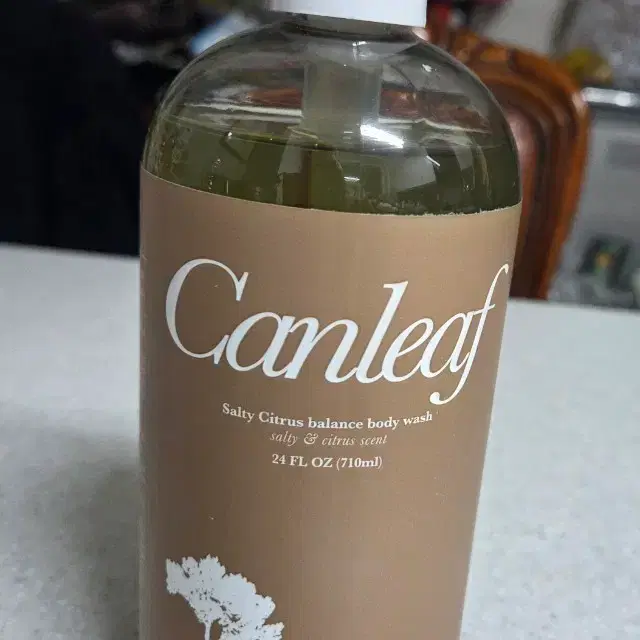 Canleaf
Salty Citrus balance body wash
salty & citrus scent
24 FL OZ (710ml)